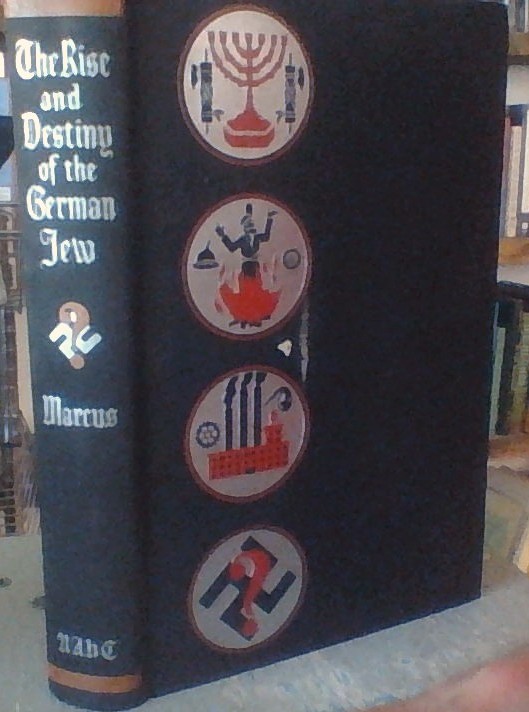 The Rise
and
Destiny
of the
German
Jew
?
Marcus
UAHC
?